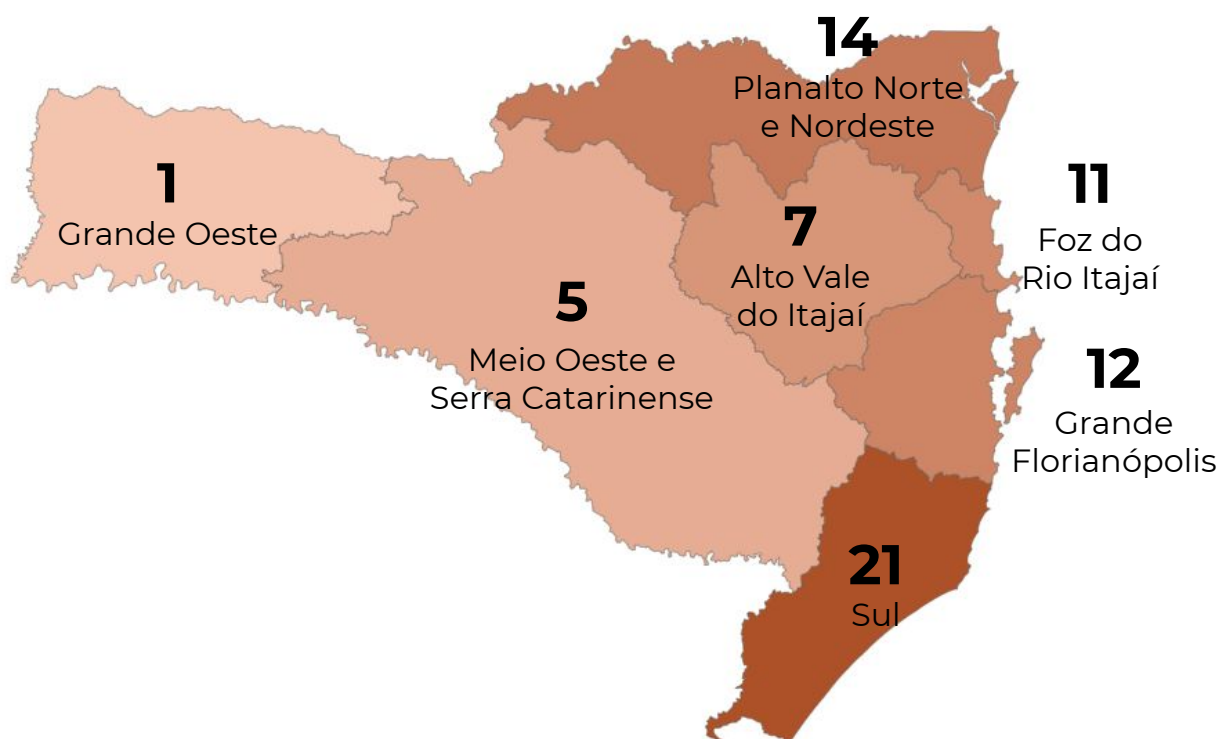 14
Planalto Norte
e Nordeste
1
Grande Oeste
11
Foz do
Rio Itajaí
7
Alto Vale
do Itajaí
5
Meio Oeste e
Serra Catarinense
12
Grande
Florianópolis
21
Sul